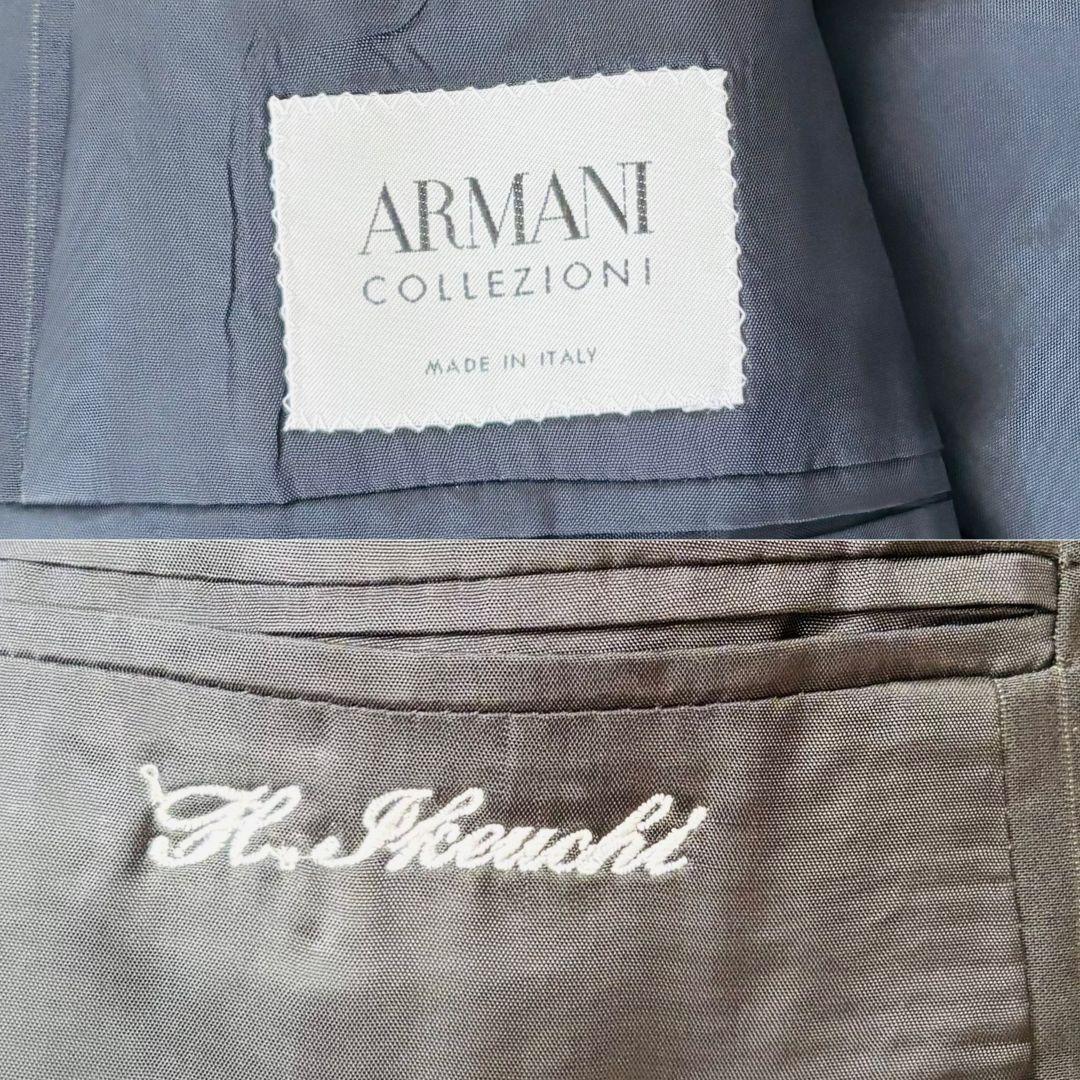 ARMANI
COLLEZIONI
MADE IN ITALY
H. Ikeuchi